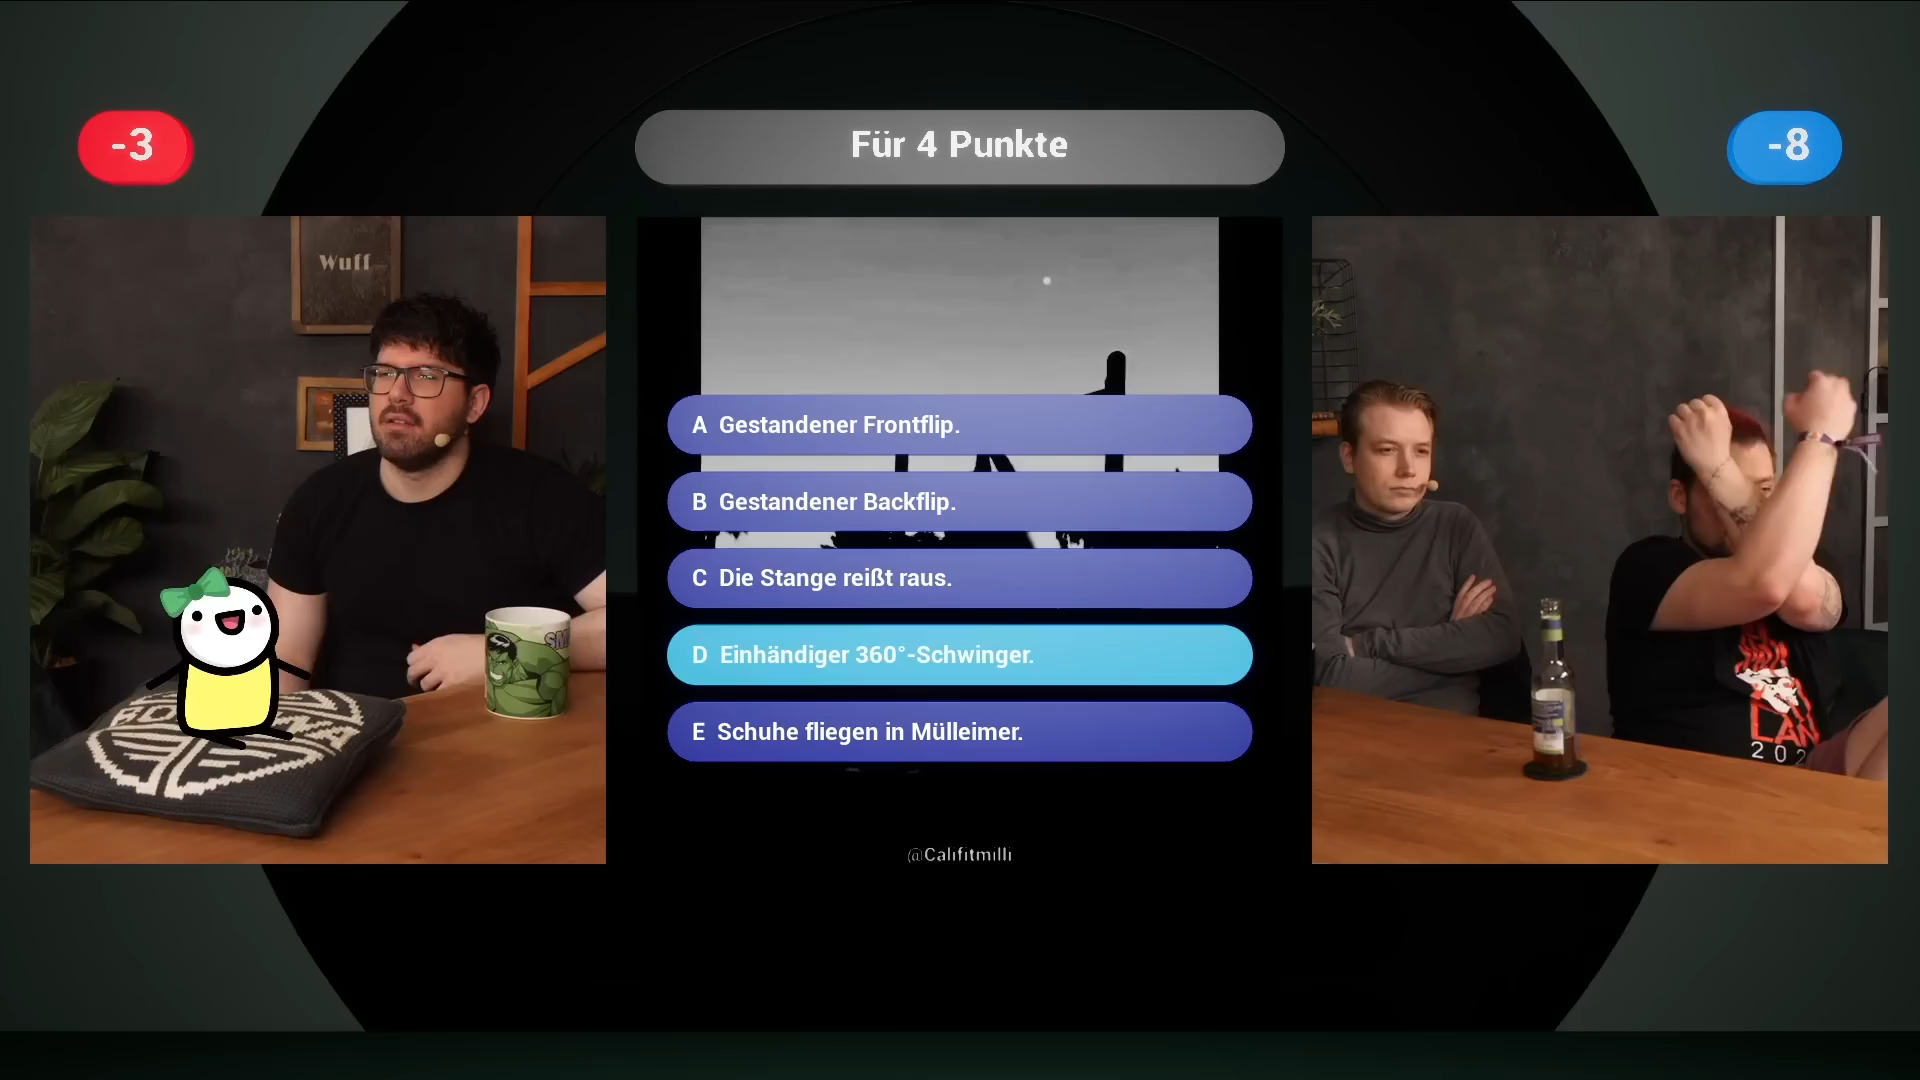 -3
Für 4 Punkte
-8
Wuff
A Gestandener Frontflip.
B Gestandener Backflip.
C Die Stange reißt raus.
D Einhändiger 360°-Schwinger.
E Schuhe fliegen in Mülleimer.
@Califitmilli
LAN